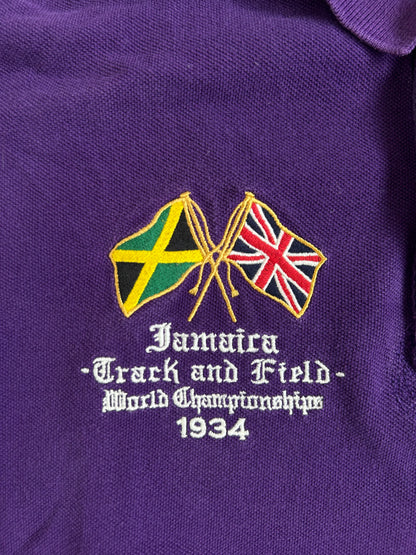 Jamaica
-Track and Field-
World Championships
1934